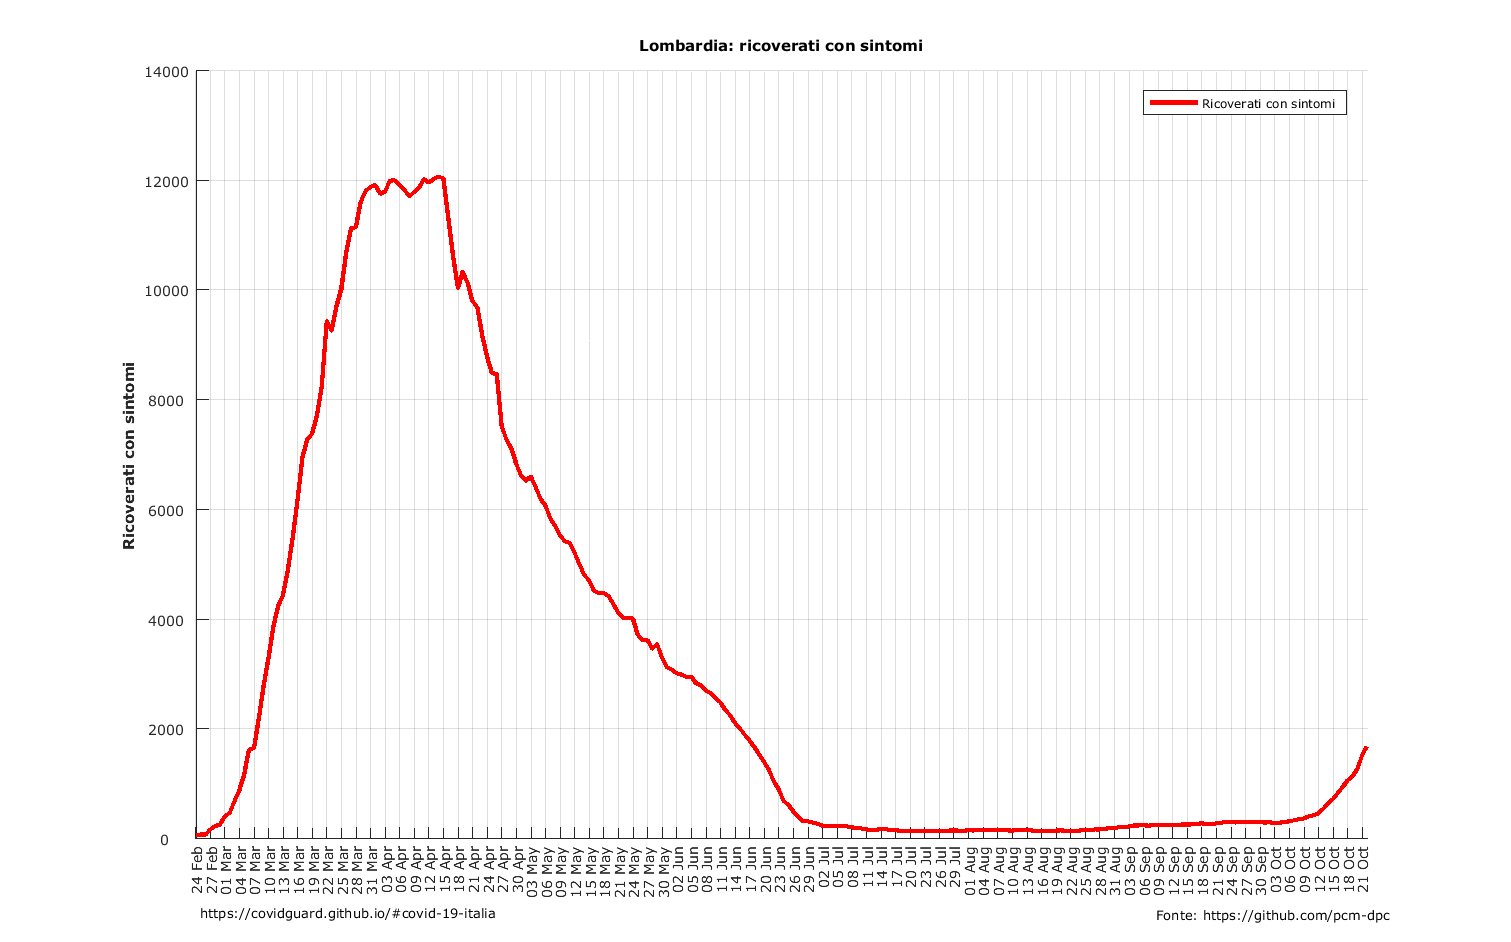 Lombardia: ricoverati con sintomi
Ricoverati con sintomi
Ricoverati con sintomi
14000
12000
10000
8000
6000
4000
2000
0
24 Feb
27 Feb
01 Mar
04 Mar
07 Mar
10 Mar
13 Mar
16 Mar
19 Mar
22 Mar
25 Mar
28 Mar
31 Mar
03 Apr
06 Apr
09 Apr
12 Apr
15 Apr
18 Apr
21 Apr
24 Apr
27 Apr
30 Apr
03 May
06 May
09 May
12 May
15 May
18 May
21 May
24 May
27 May
30 May
02 Jun
05 Jun
08 Jun
11 Jun
14 Jun
17 Jun
20 Jun
23 Jun
26 Jun
29 Jun
02 Jul
05 Jul
08 Jul
11 Jul
14 Jul
17 Jul
20 Jul
23 Jul
26 Jul
29 Jul
01 Aug
04 Aug
07 Aug
10 Aug
13 Aug
16 Aug
19 Aug
22 Aug
25 Aug
28 Aug
31 Aug
03 Sep
06 Sep
09 Sep
12 Sep
15 Sep
18 Sep
21 Sep
24 Sep
27 Sep
30 Sep
03 Oct
06 Oct
09 Oct
12 Oct
15 Oct
18 Oct
21 Oct
https://covidguard.github.io/#covid-19-italia
Fonte: https://github.com/pcm-dpc